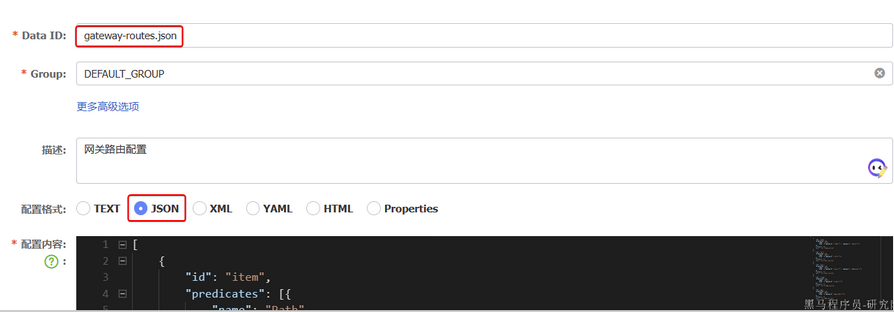 * Data ID: gateway-routes.json
* Group: DEFAULT_GROUP
更多高级选项
描述: 网关路由配置
配置格式: TEXT JSON XML YAML HTML Properties
* 配置内容: 1 [
? : 2 {
3 "id": "item",
4 "predicates": [{
5 "name": "Path"
黑马程序员-研究